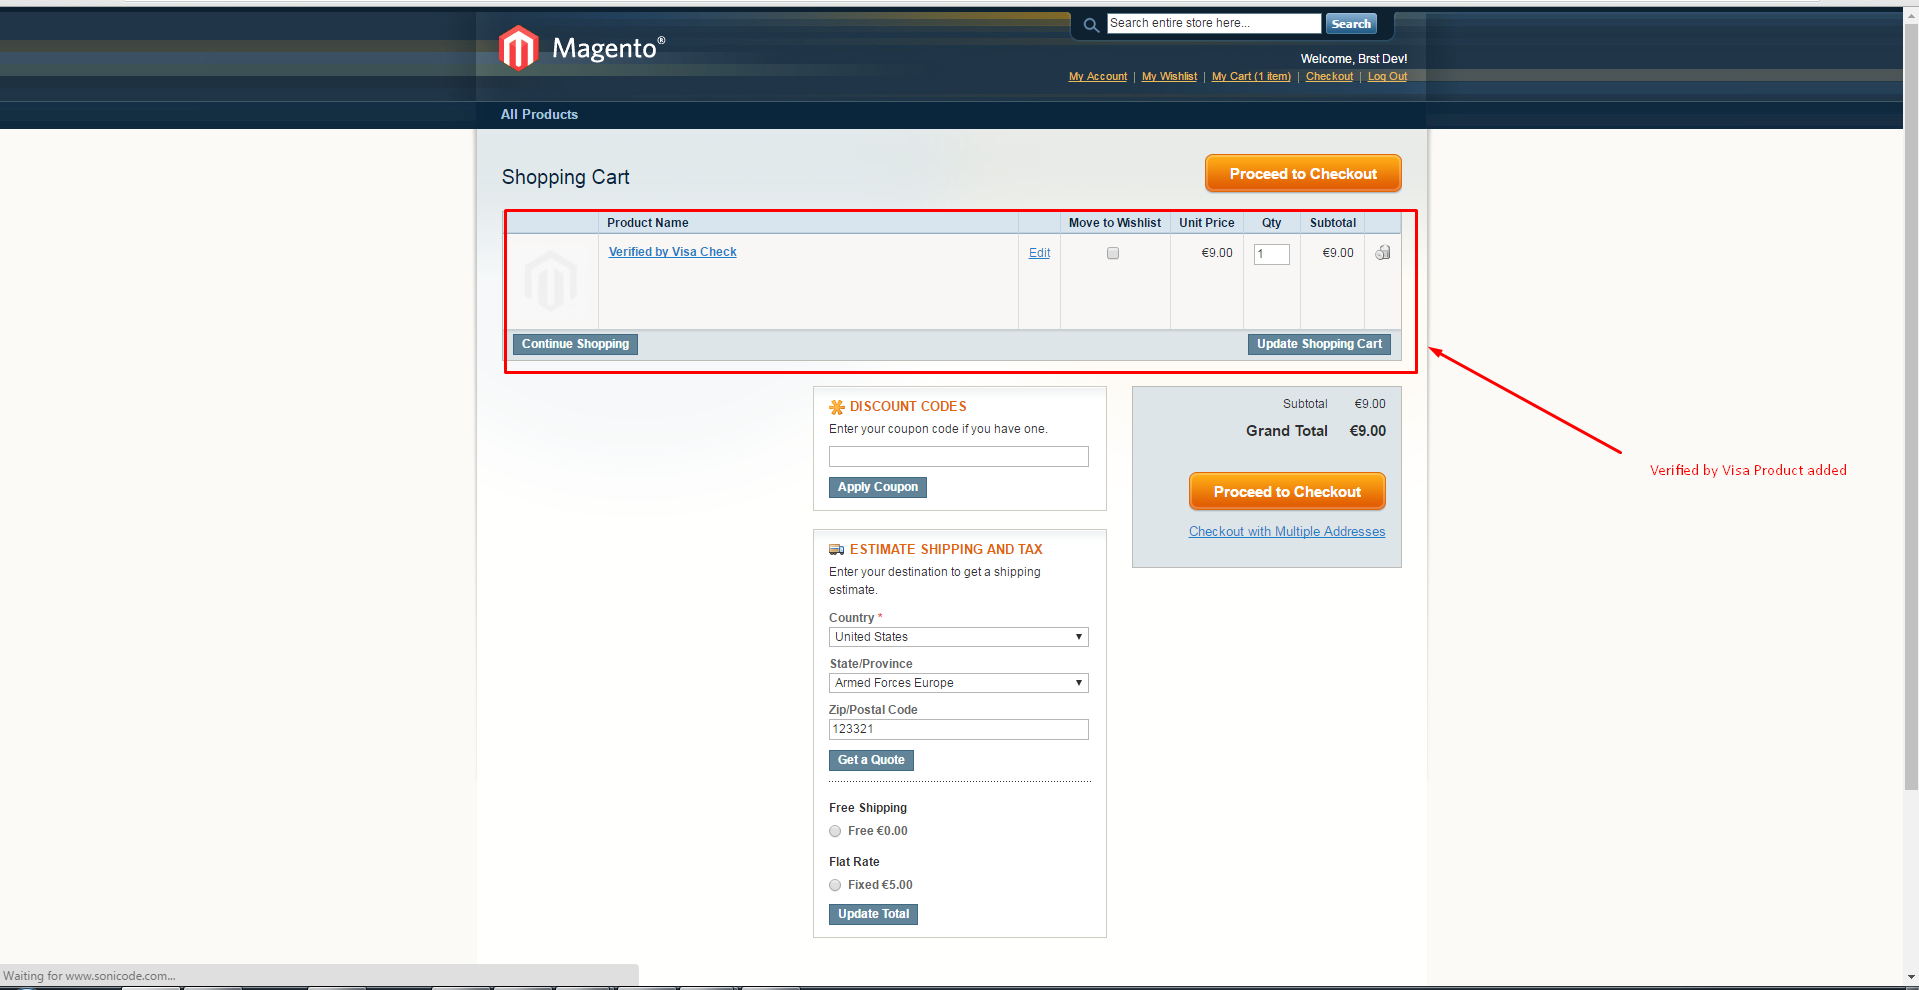 Search entire store here...
Search
Magento®
Welcome, Brst Dev!
My Account | My Wishlist | My Cart (1 item) | Checkout | Log Out
All Products
Shopping Cart
Proceed to Checkout
Product Name Move to Wishlist Unit Price Qty Subtotal
Verified by Visa Check Edit €9.00 1 €9.00
Continue Shopping Update Shopping Cart
DISCOUNT CODES
Enter your coupon code if you have one.
Apply Coupon
Subtotal €9.00
Grand Total €9.00
Proceed to Checkout
Checkout with Multiple Addresses
Verified by Visa Product added
ESTIMATE SHIPPING AND TAX
Enter your destination to get a shipping
estimate.
Country *
United States
State/Province
Armed Forces Europe
Zip/Postal Code
123321
Get a Quote
Free Shipping
Free €0.00
Flat Rate
Fixed €5.00
Update Total
Waiting for www.sonicode.com...